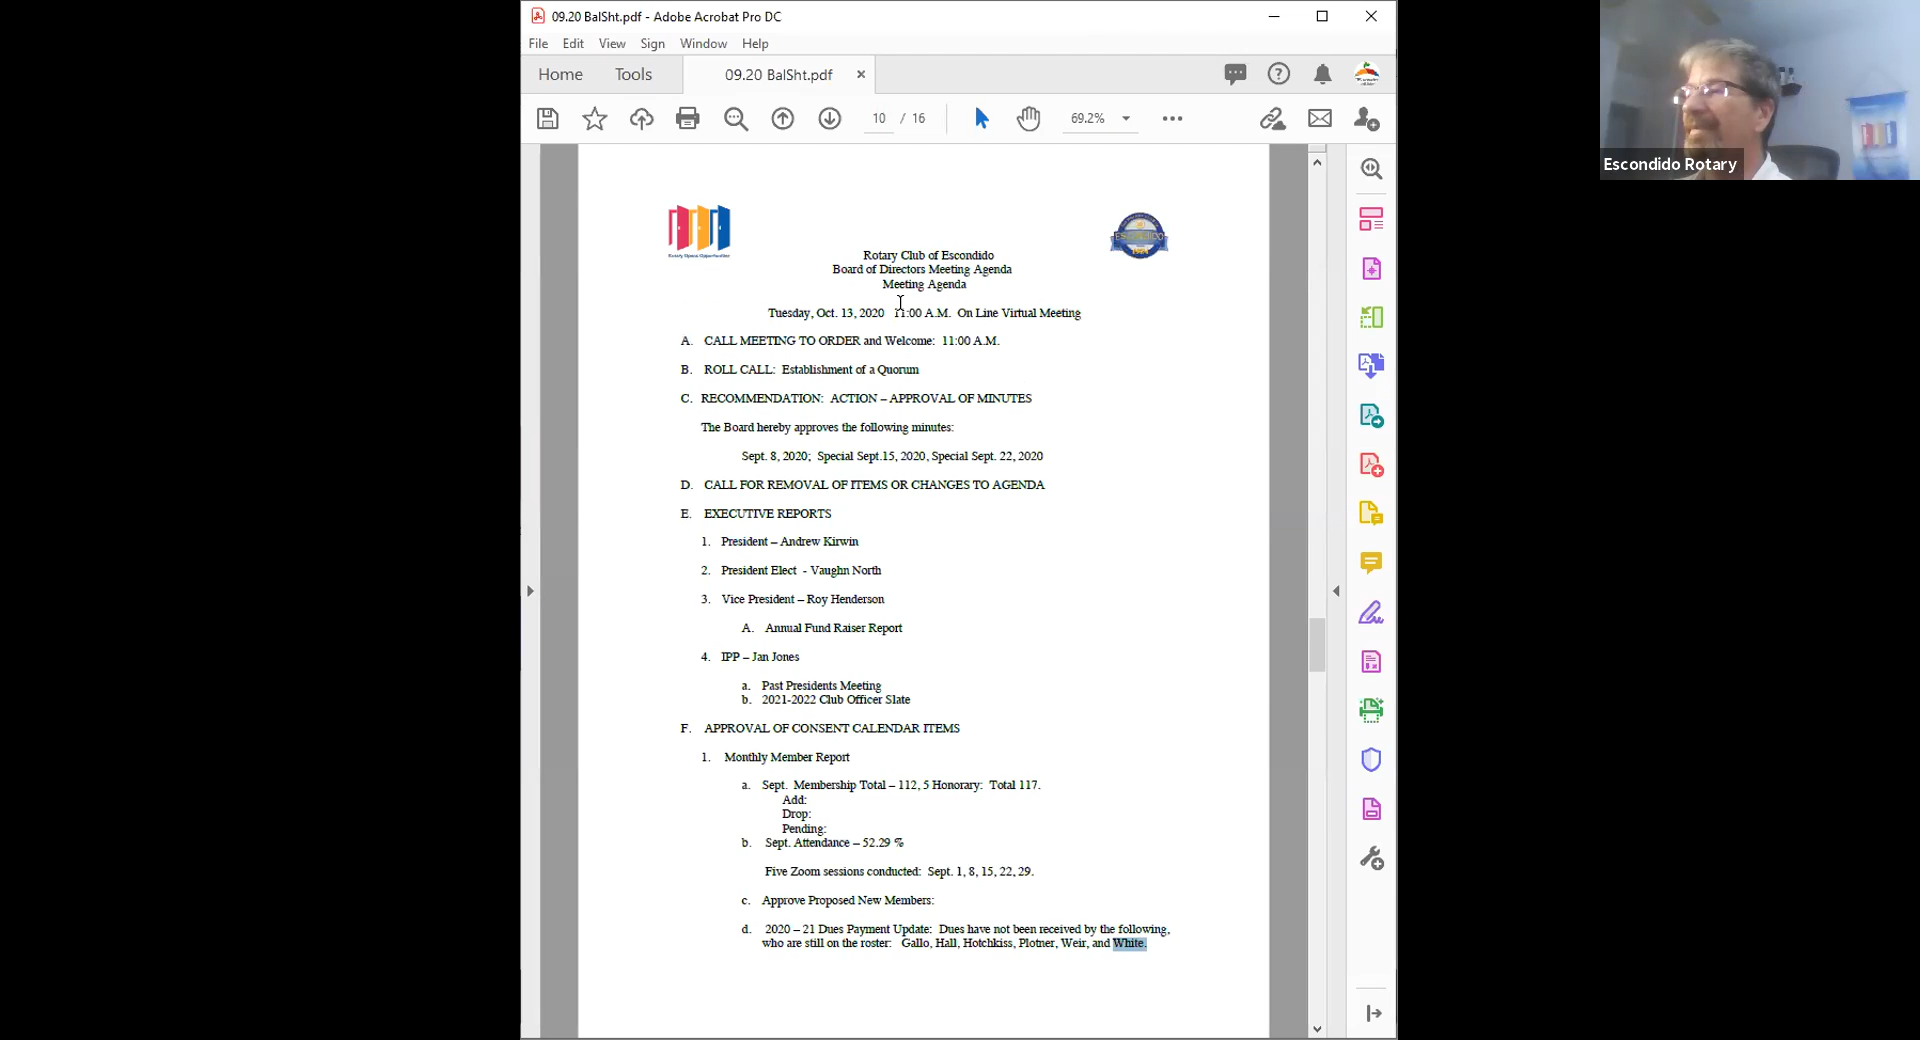 09.20 BalSht.pdf - Adobe Acrobat Pro DC
File Edit View Sign Window Help
Home Tools 09.20 BalSht.pdf ×
10 / 16 69.2%
Escondido Rotary
Rotary Opens Opportunities
ESCONDIDO
Rotary Club of Escondido
Board of Directors Meeting Agenda
Meeting Agenda
Tuesday, Oct. 13, 2020 11:00 A.M. On Line Virtual Meeting
A. CALL MEETING TO ORDER and Welcome: 11:00 A.M.
B. ROLL CALL: Establishment of a Quorum
C. RECOMMENDATION: ACTION – APPROVAL OF MINUTES
The Board hereby approves the following minutes:
Sept. 8, 2020; Special Sept.15, 2020, Special Sept. 22, 2020
D. CALL FOR REMOVAL OF ITEMS OR CHANGES TO AGENDA
E. EXECUTIVE REPORTS
1. President – Andrew Kirwin
2. President Elect - Vaughn North
3. Vice President – Roy Henderson
A. Annual Fund Raiser Report
4. IPP – Jan Jones
a. Past Presidents Meeting
b. 2021-2022 Club Officer Slate
F. APPROVAL OF CONSENT CALENDAR ITEMS
1. Monthly Member Report
a. Sept. Membership Total – 112, 5 Honorary: Total 117.
Add:
Drop:
Pending:
b. Sept. Attendance – 52.29 %
Five Zoom sessions conducted: Sept. 1, 8, 15, 22, 29.
c. Approve Proposed New Members:
d. 2020 – 21 Dues Payment Update: Dues have not been received by the following,
who are still on the roster: Gallo, Hall, Hotchkiss, Plotner, Weir, and White.